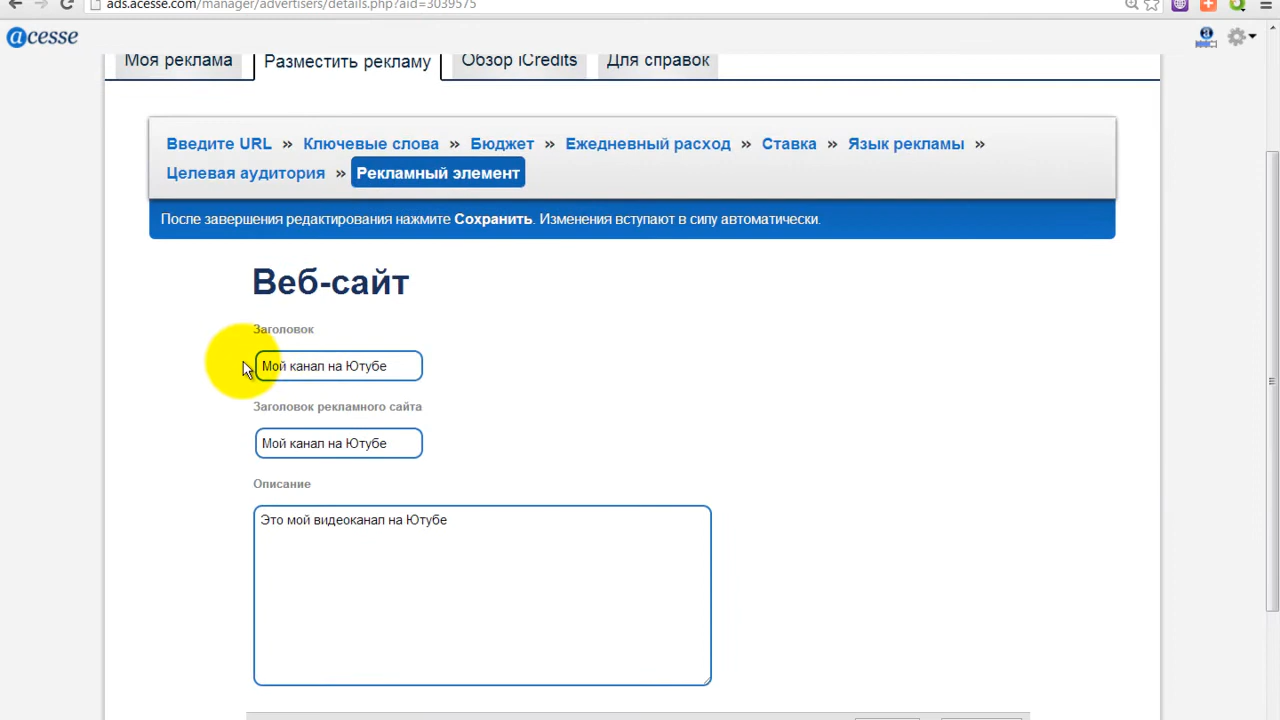 ads.acesse.com/manager/advertisers/details.php?aid=3039575
acesse
Моя реклама Разместить рекламу Обзор iCredits Для справок
Введите URL » Ключевые слова » Бюджет » Ежедневный расход » Ставка » Язык рекламы »
Целевая аудитория » Рекламный элемент
После завершения редактирования нажмите Сохранить. Изменения вступают в силу автоматически.
Веб-сайт
Заголовок
Мой канал на Ютубе
Заголовок рекламного сайта
Мой канал на Ютубе
Описание
Это мой видеоканал на Ютубе